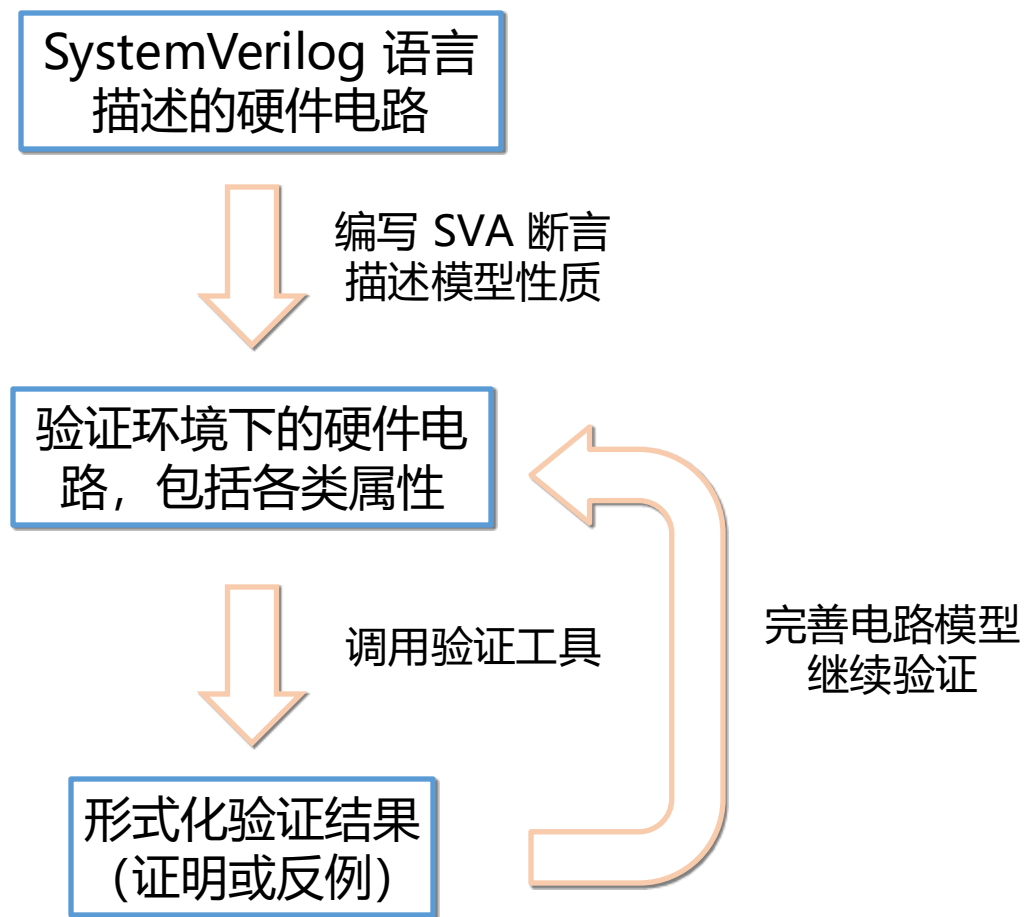 SystemVerilog 语言
描述的硬件电路
编写 SVA 断言
描述模型性质
验证环境下的硬件电
路，包括各类属性
调用验证工具
完善电路模型
继续验证
形式化验证结果
（证明或反例）